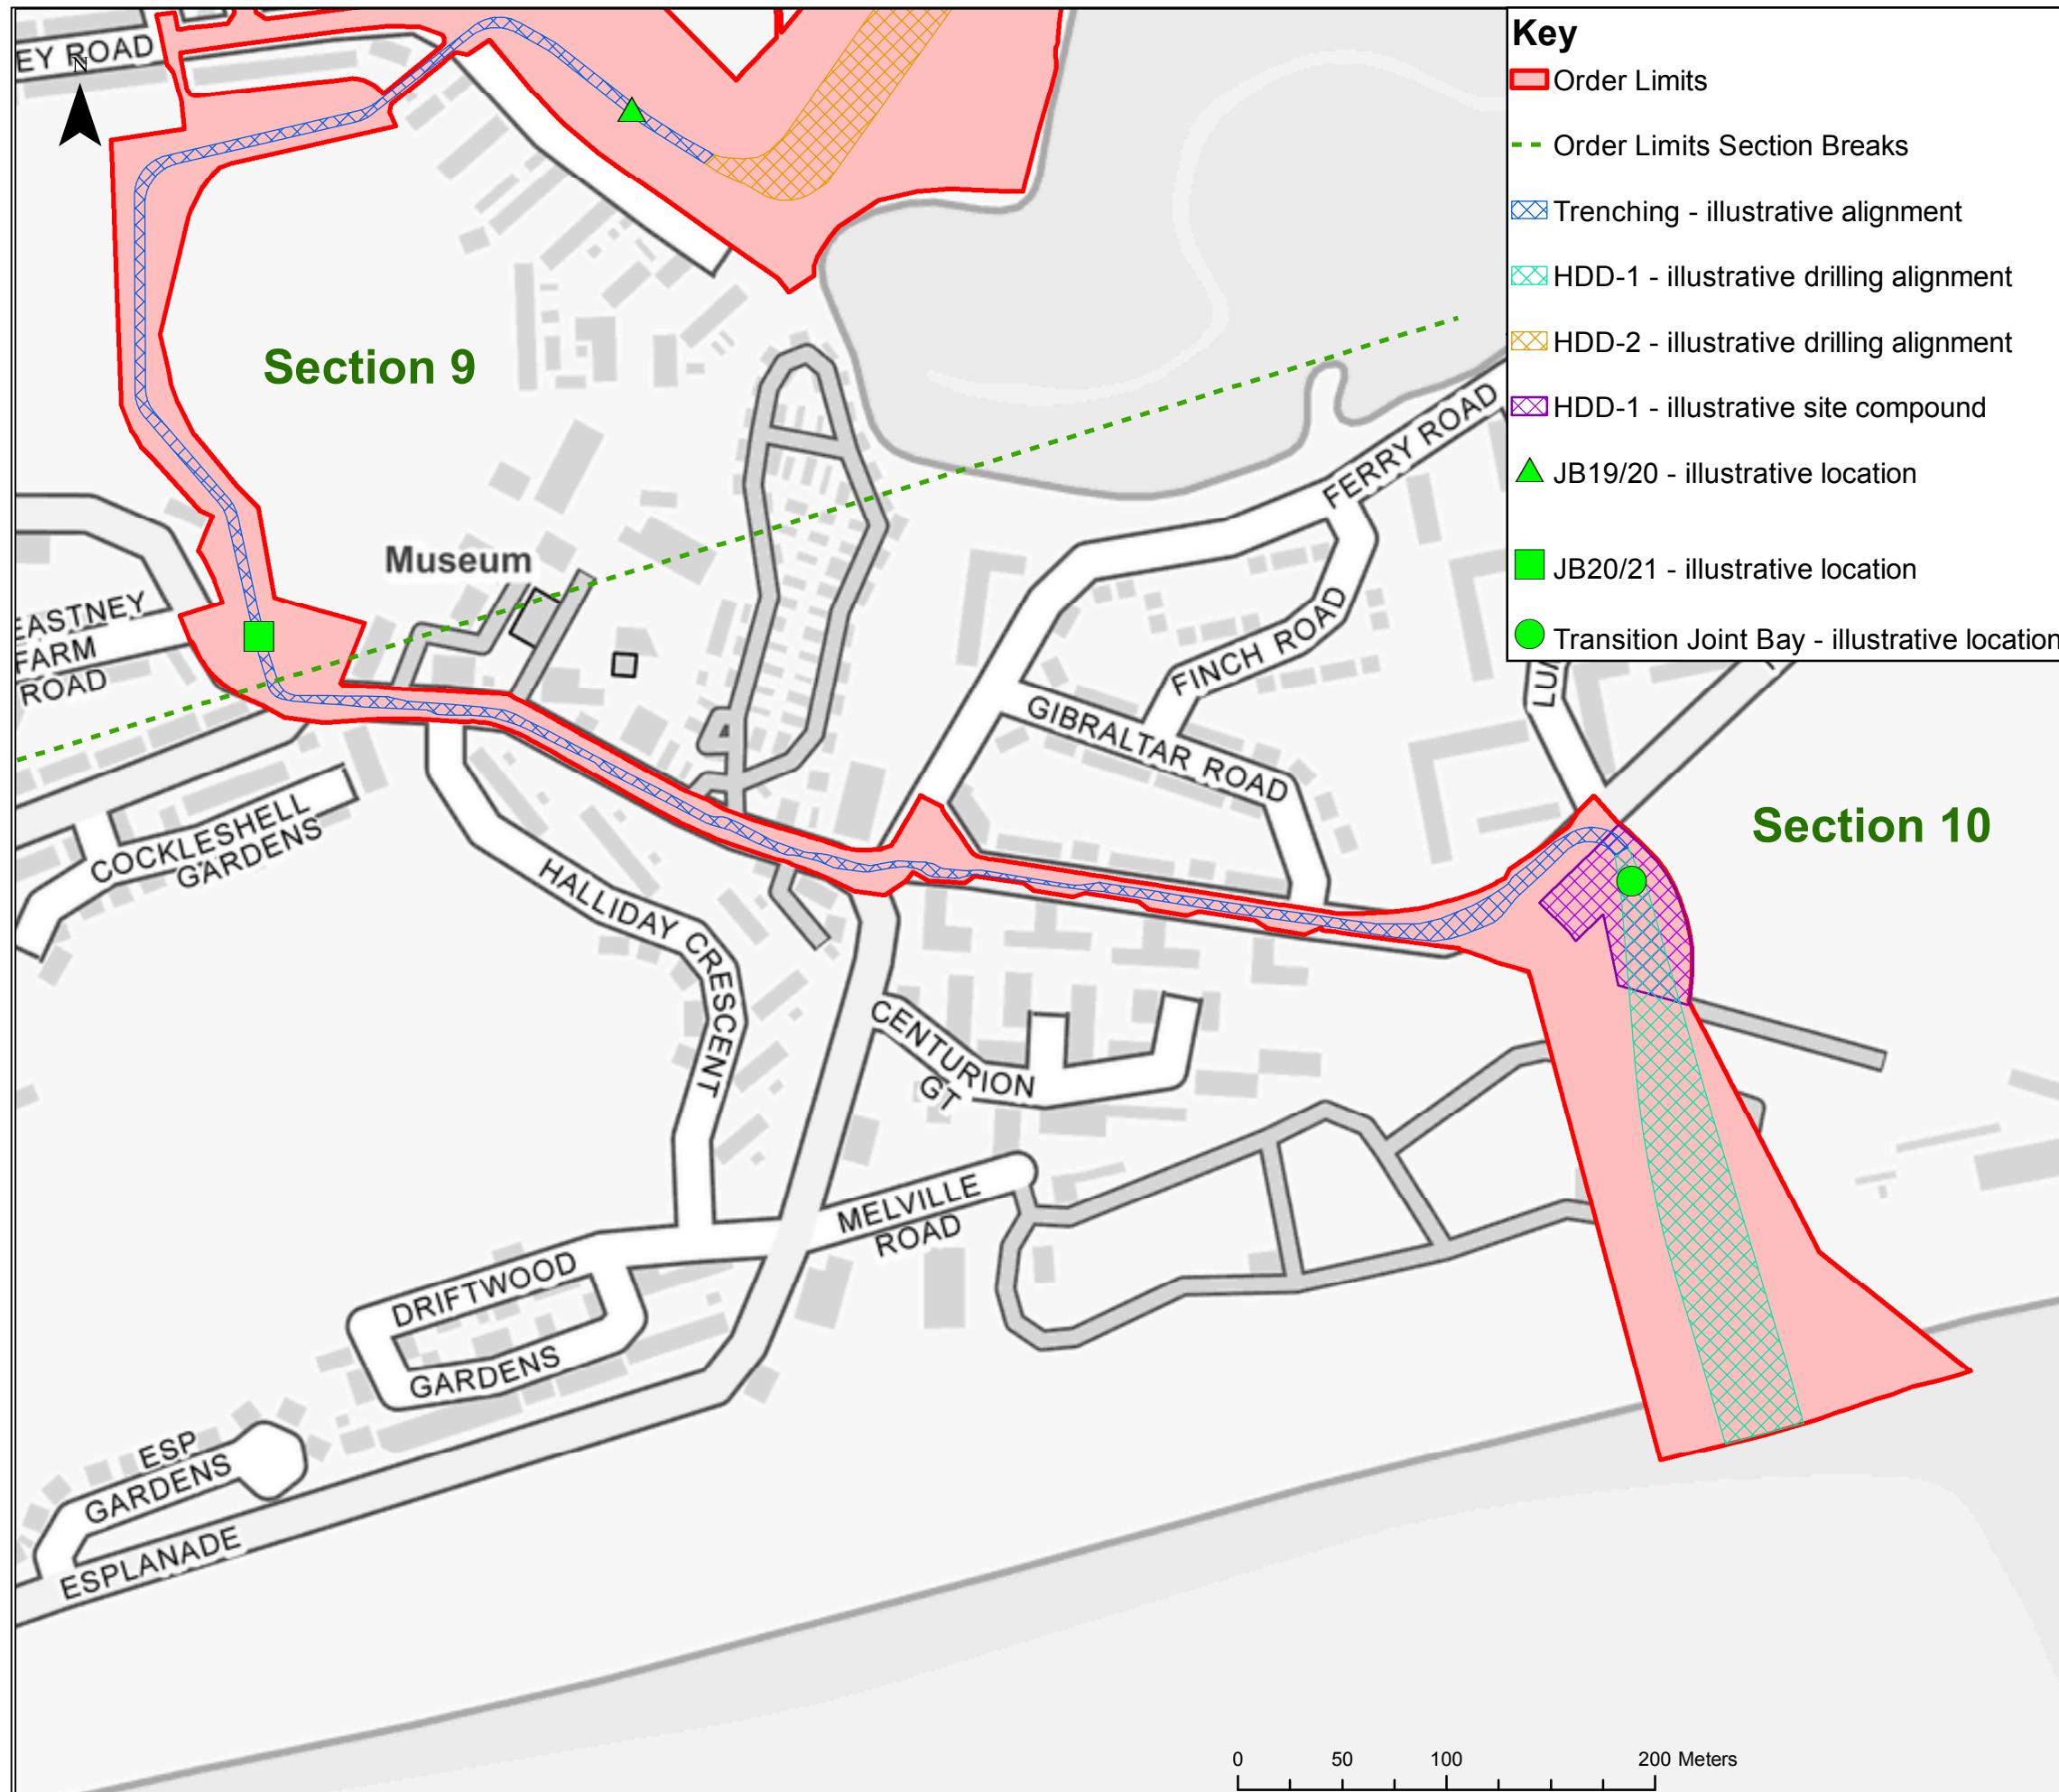 EY ROAD
N
Key
Order Limits
Order Limits Section Breaks
Trenching - illustrative alignment
HDD-1 - illustrative drilling alignment
HDD-2 - illustrative drilling alignment
HDD-1 - illustrative site compound
JB19/20 - illustrative location
JB20/21 - illustrative location
Transition Joint Bay - illustrative location
Section 9
FERRY ROAD
Museum
EASTNEY
FARM
ROAD
FINCH ROAD
GIBRALTAR ROAD
LUM
Section 10
COCKLESHELL
GARDENS
HALLIDAY CRESCENT
CENTURION
GT
MELVILLE
ROAD
DRIFTWOOD
GARDENS
ESP
GARDENS
ESPLANADE
0 50 100 200 Meters